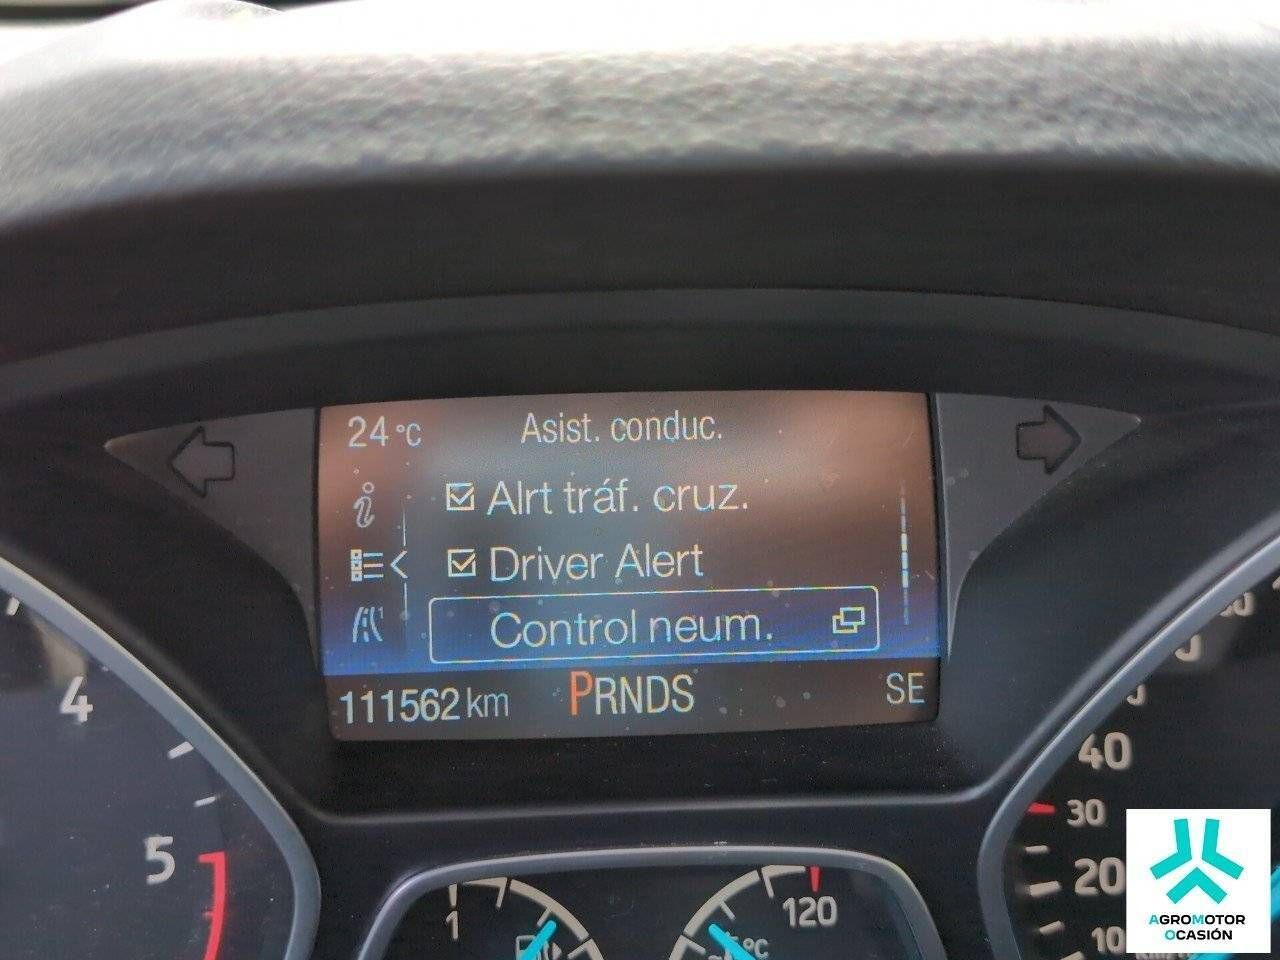 24 °C
Asist. conduc.
Alrt tráf. cruz.
Driver Alert
Control neum.
111562 km
PRNDS
SE
4
5
1
120
°C
40
30
20
10
AGROMOTOR
OCASIÓN